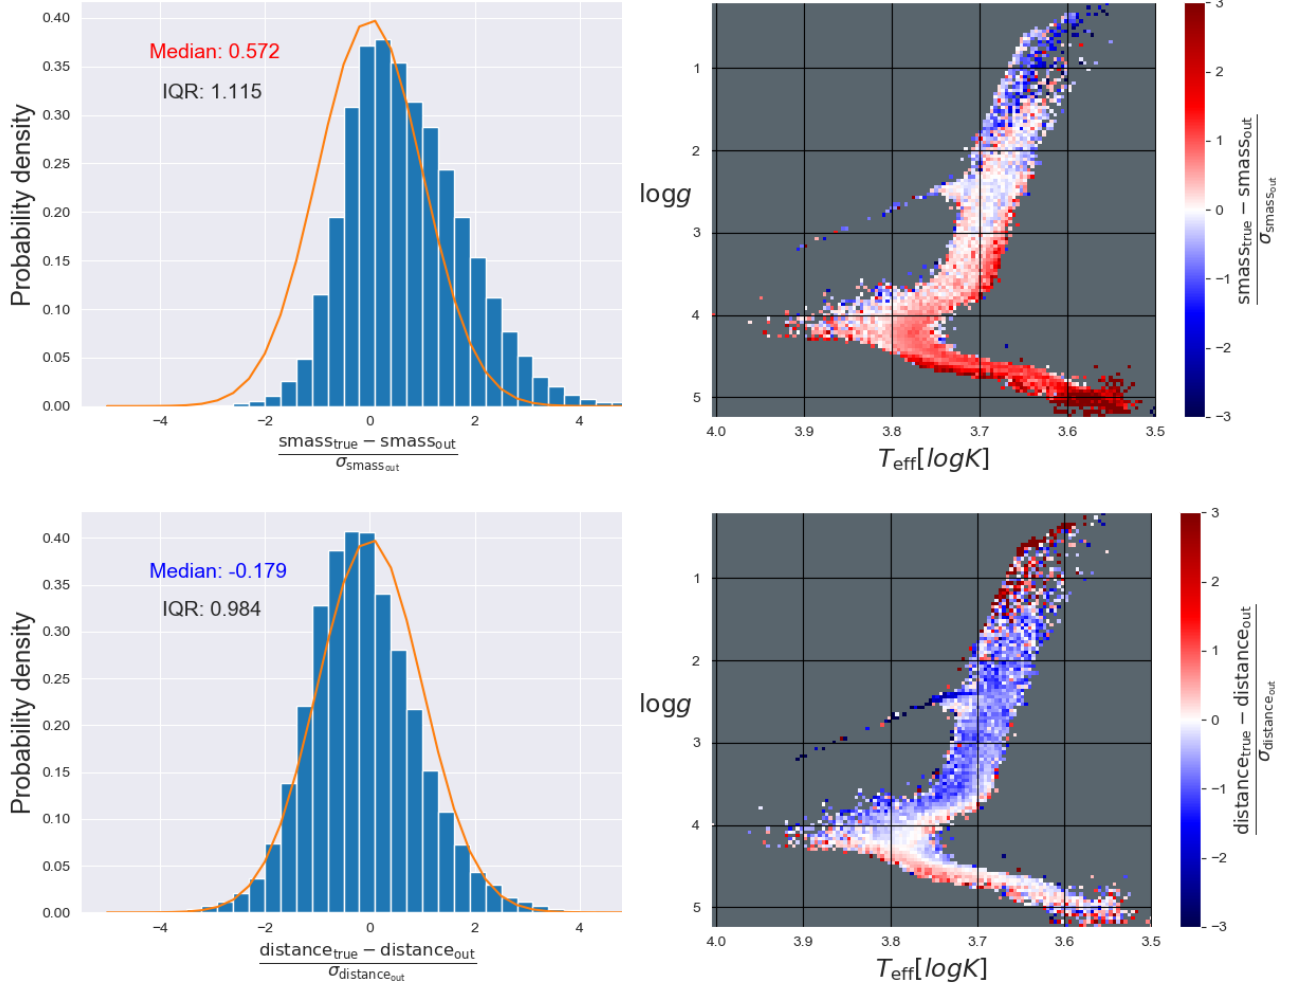 0.40
0.35
0.30
0.25
0.20
0.15
0.10
0.05
0.00
Probability density
Median: 0.572
IQR: 1.115
−4 −2 0 2 4
smass_true − smass_out
σ_smass_out
logg
1
2
3
4
5
4.0 3.9 3.8 3.7 3.6 3.5
T_eff[logK]
3
2
1
0
−1
−2
−3
smass_true − smass_out
σ_smass_out
0.40
0.35
0.30
0.25
0.20
0.15
0.10
0.05
0.00
Probability density
Median: -0.179
IQR: 0.984
−4 −2 0 2 4
distance_true − distance_out
σ_distance_out
logg
1
2
3
4
5
4.0 3.9 3.8 3.7 3.6 3.5
T_eff[logK]
3
2
1
0
−1
−2
−3
distance_true − distance_out
σ_distance_out